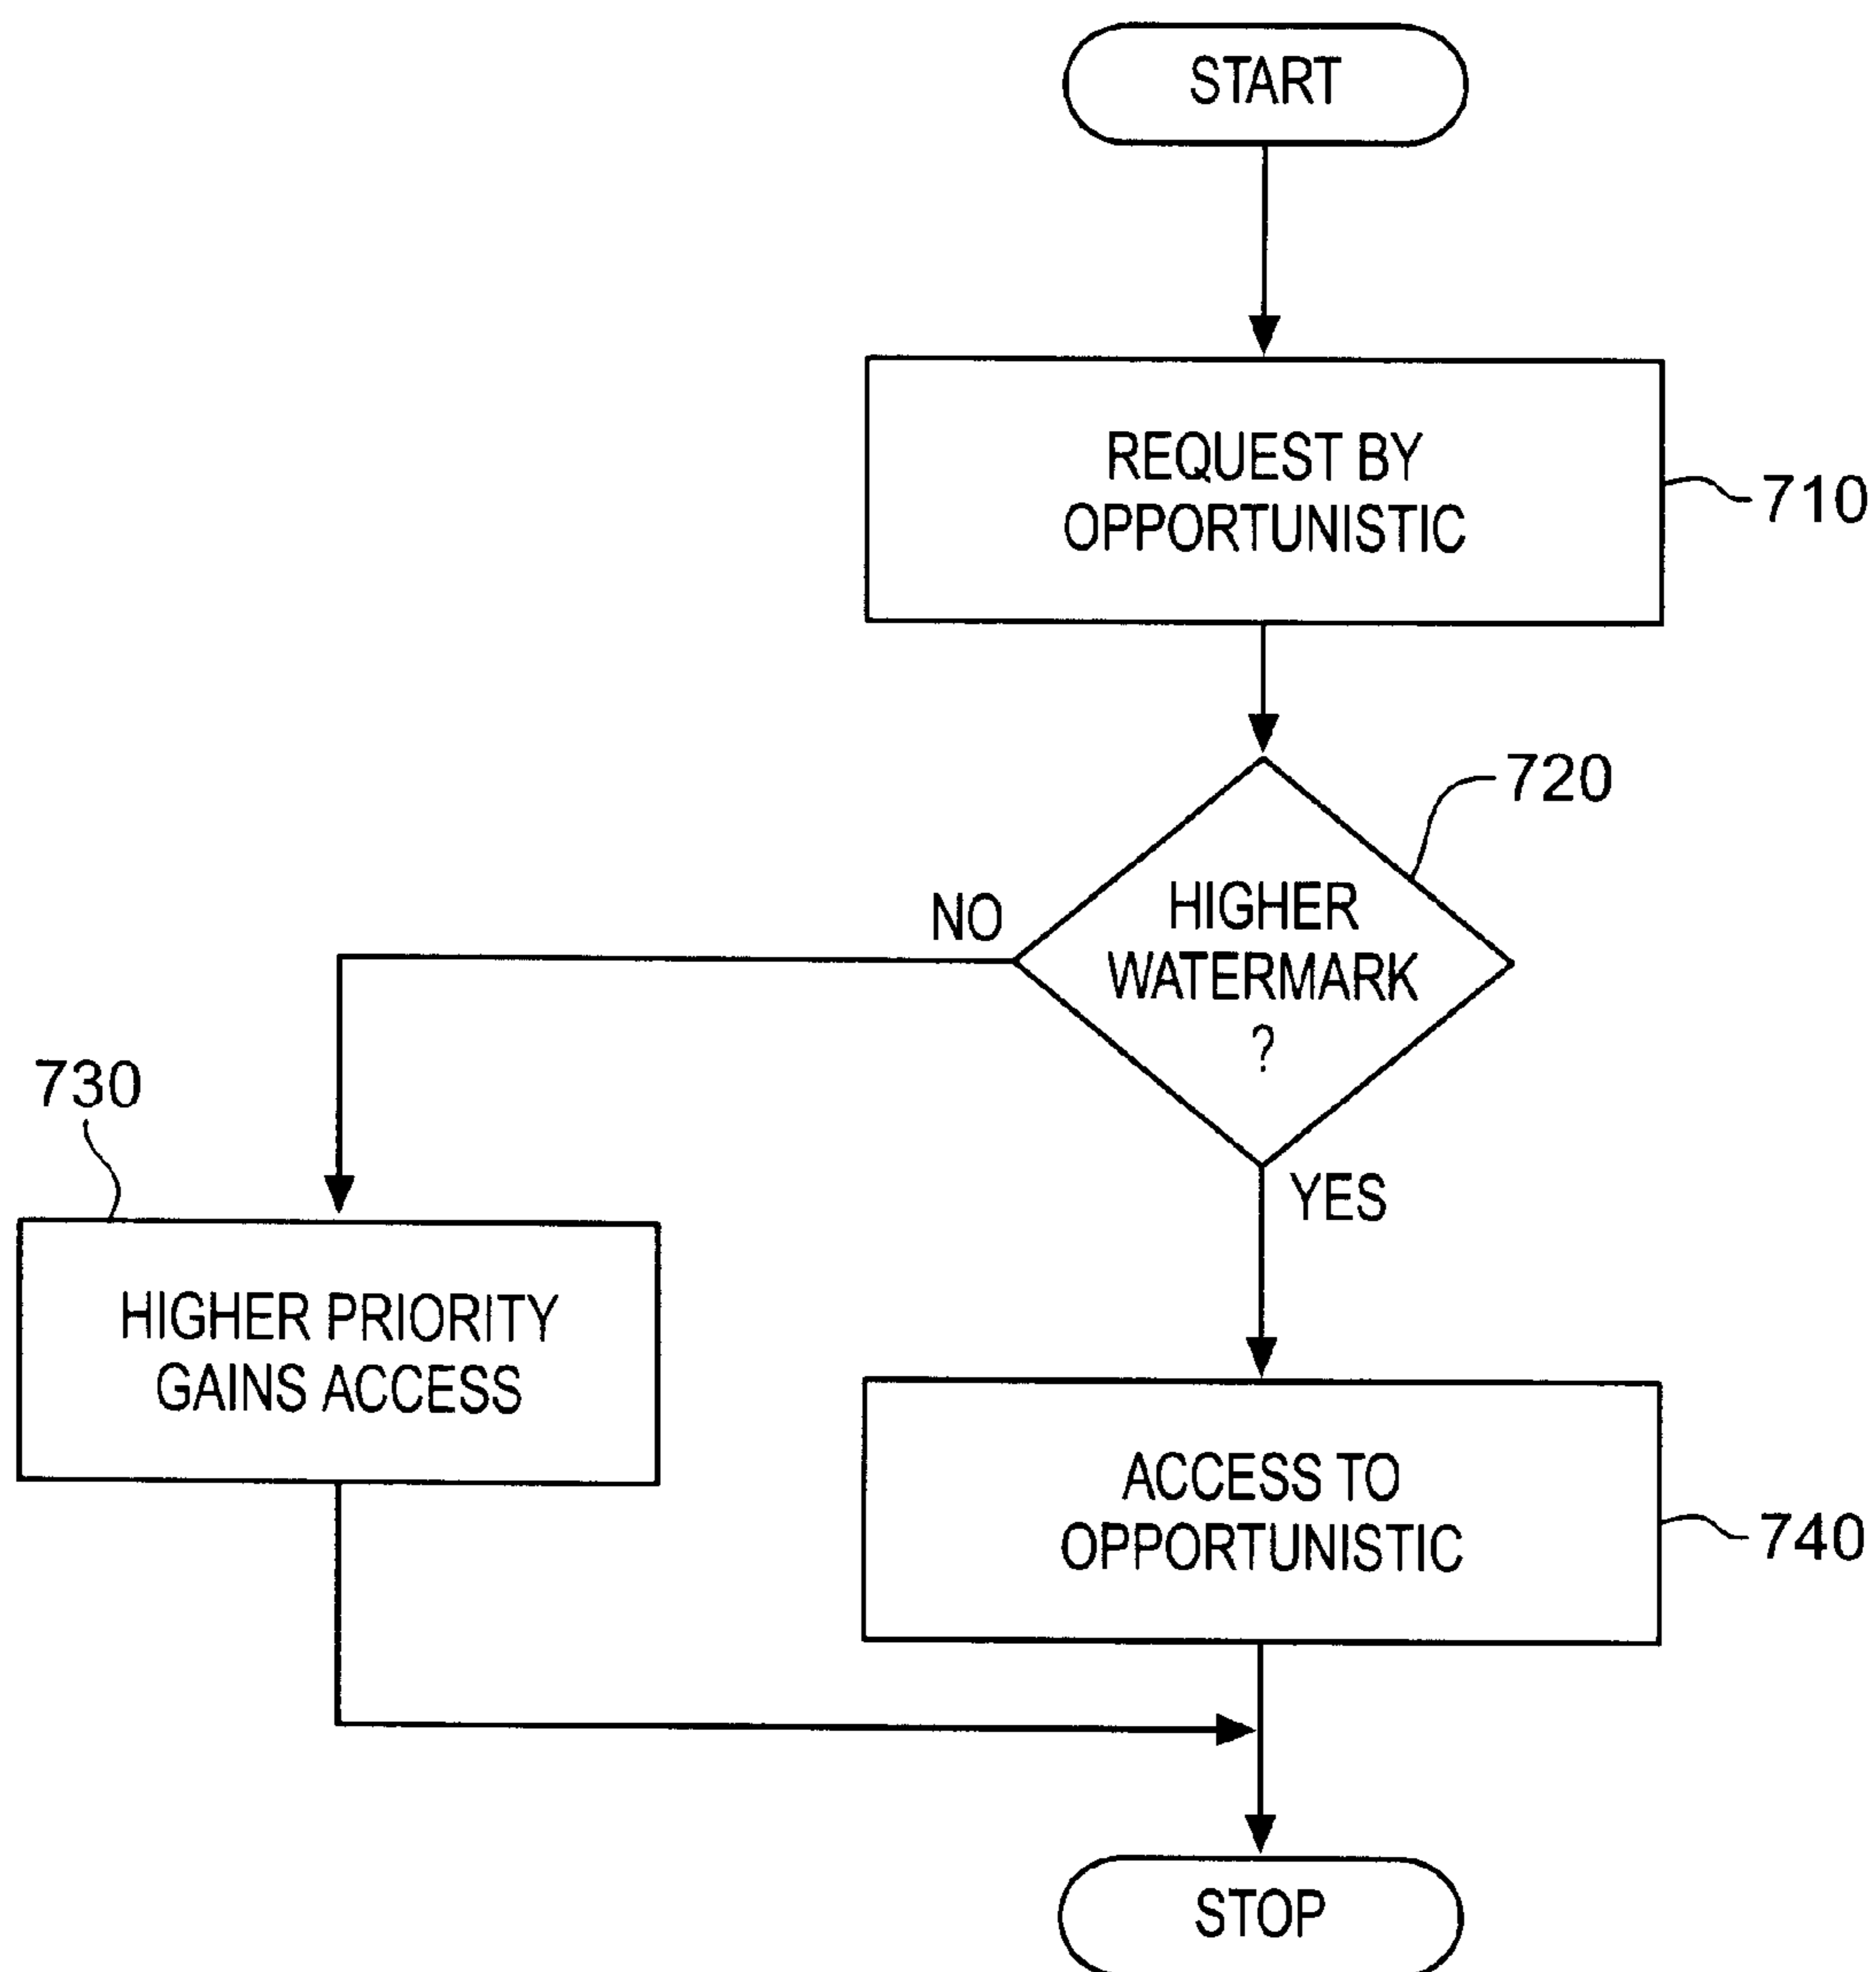 START
REQUEST BY
OPPORTUNISTIC
710
720
HIGHER
WATERMARK
?
NO
YES
730
HIGHER PRIORITY
GAINS ACCESS
ACCESS TO
OPPORTUNISTIC
740
STOP